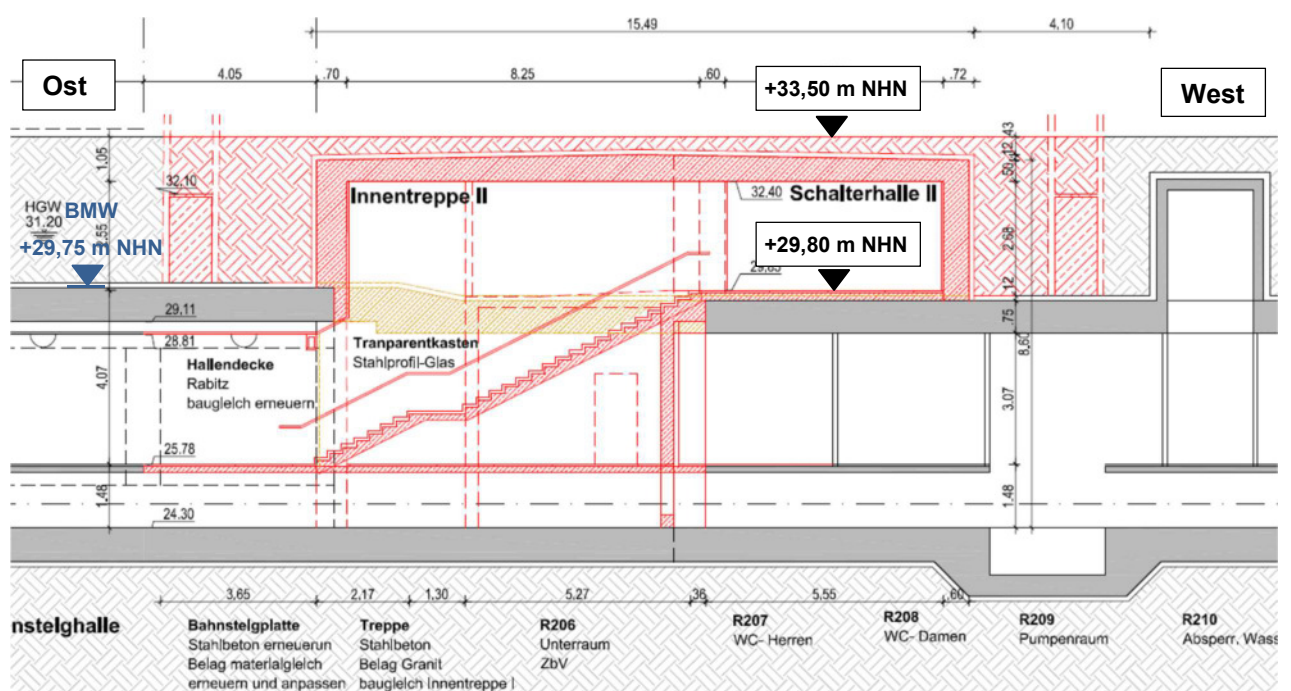 15.49
4.10
Ost
4.05
.70
8.25
.60
+33,50 m NHN
.72
West
1.05
.43
.12
.50
32.10
Innentreppe II
32.40
Schalterhalle II
HGW
31.20
BMW
+29,75 m NHN
.55
+29,80 m NHN
2.68
.12
29.11
28.81
.75
8.60
Hallendecke
Rabitz
baugleich erneuern
Tranparentkasten
Stahlprofil-Glas
4.07
3.07
25.78
1.48
24.30
1.48
3.65
2.17
1.30
5.27
.36
5.55
.60
nstelghalle
Bahnstelgplatte
Stahlbeton erneuerun
Belag materialgleich
erneuern und anpassen
Treppe
Stahlbeton
Belag Granit
baugleich Innentreppe I
R206
Unterraum
ZbV
R207
WC- Herren
R208
WC- Damen
R209
Pumpenraum
R210
Absperr. Wass